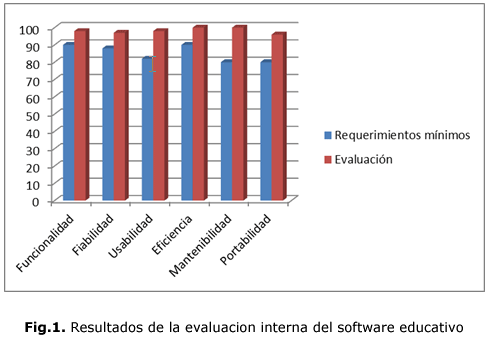 100
90
80
70
60
50
40
30
20
10
0
Funcionalidad
Fiabilidad
Usabilidad
Eficiencia
Mantenibilidad
Portabilidad
Requerimientos mínimos
Evaluación
Fig.1. Resultados de la evaluacion interna del software educativo